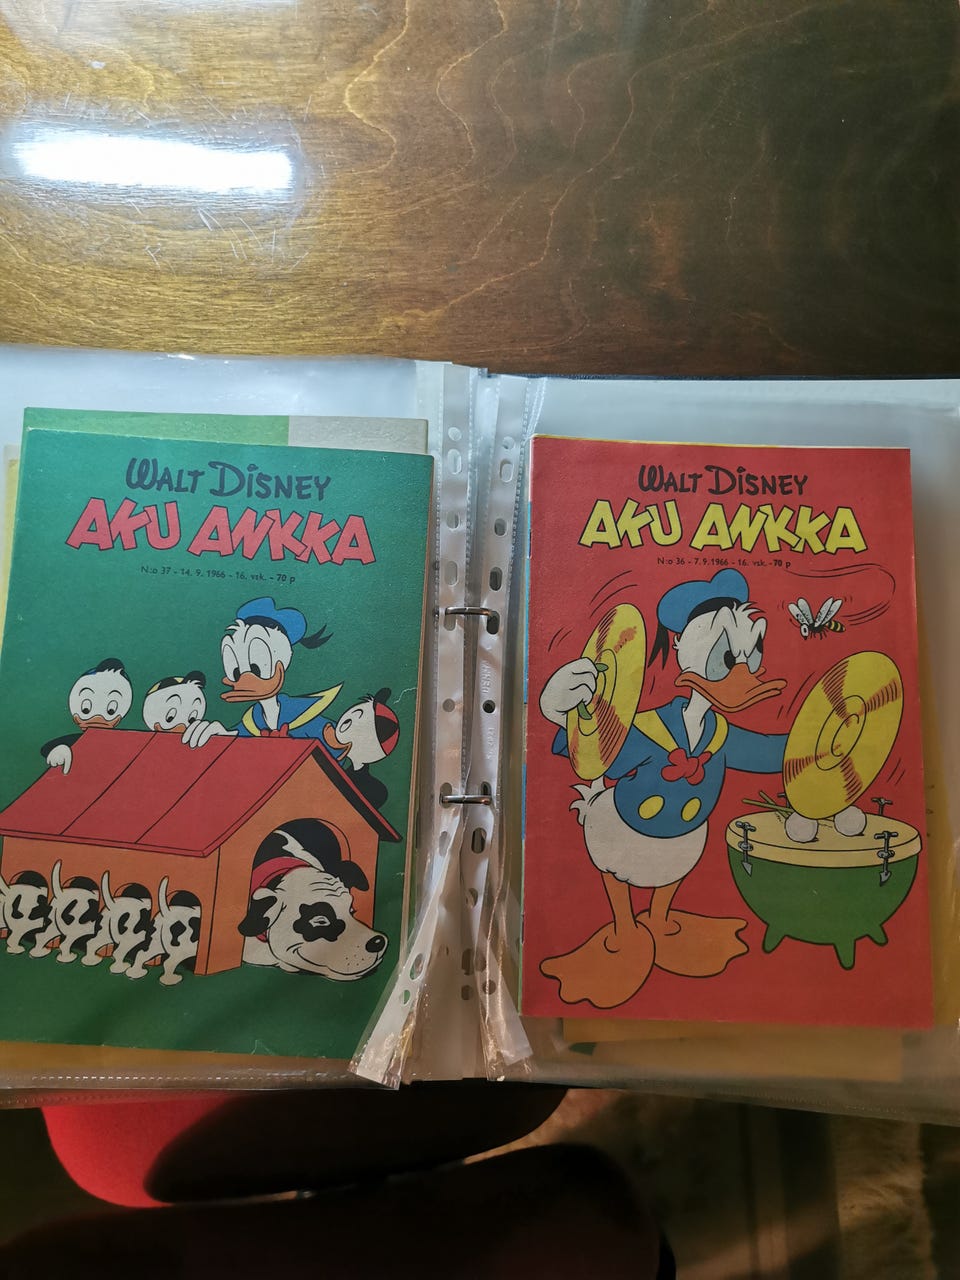 WALT DISNEY
AKU ANKKA
N:o 37 - 14. 9. 1966 - 16. vsk. - 70 p
WALT DISNEY
AKU ANKKA
N:o 36 - 7. 9. 1966 - 16. vsk. - 70 p